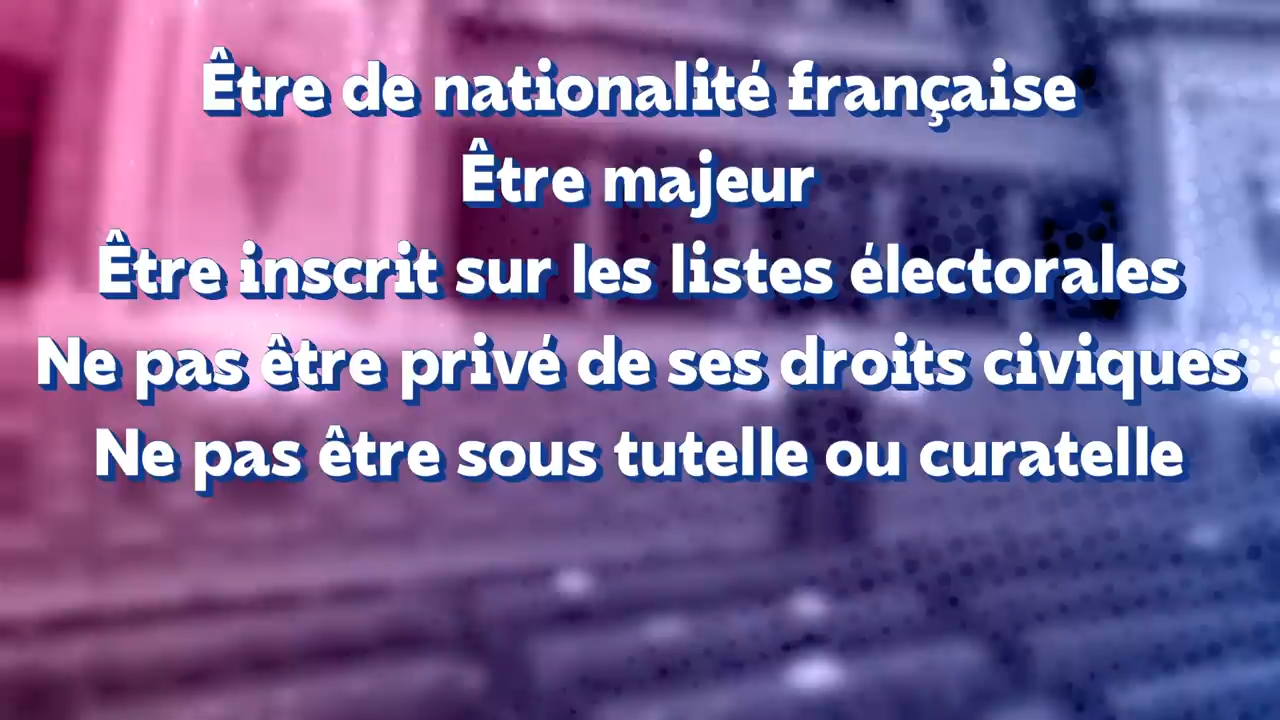 Être de nationalité française
Être majeur
Être inscrit sur les listes électorales
Ne pas être privé de ses droits civiques
Ne pas être sous tutelle ou curatelle